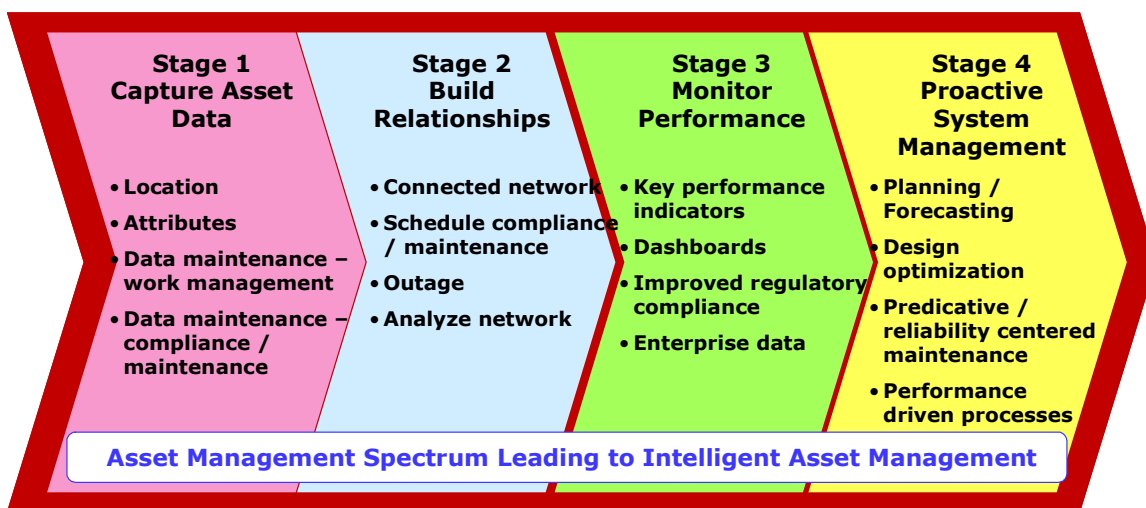 Stage 1
Capture Asset
Data
• Location
• Attributes
• Data maintenance –
work management
• Data maintenance –
compliance /
maintenance
Stage 2
Build
Relationships
• Connected network
• Schedule compliance
/ maintenance
• Outage
• Analyze network
Stage 3
Monitor
Performance
• Key performance
indicators
• Dashboards
• Improved regulatory
compliance
• Enterprise data
Stage 4
Proactive
System
Management
• Planning /
Forecasting
• Design
optimization
• Predicative /
reliability centered
maintenance
• Performance
driven processes
Asset Management Spectrum Leading to Intelligent Asset Management